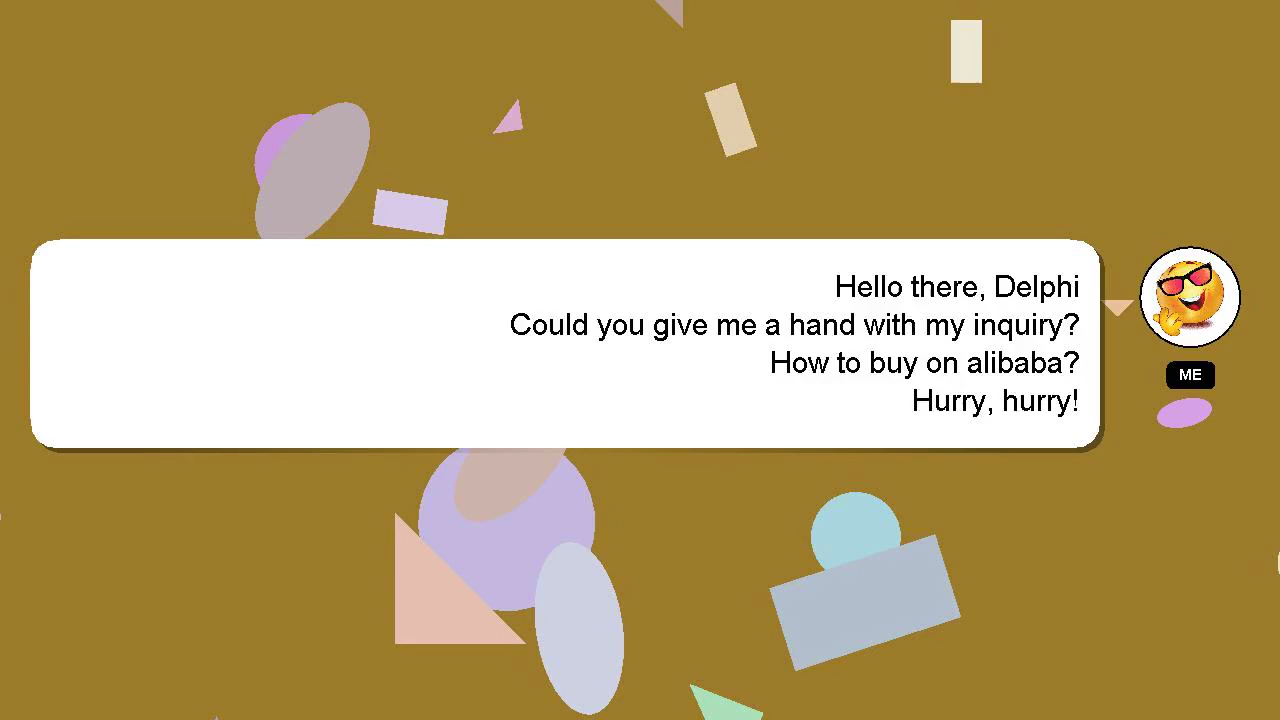 Hello there, Delphi
Could you give me a hand with my inquiry?
How to buy on alibaba?
Hurry, hurry!
ME